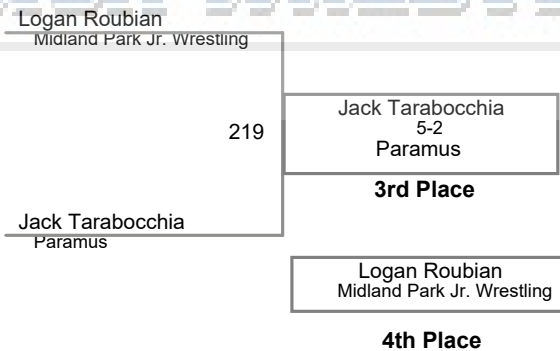 Logan Roubian
Midland Park Jr. Wrestling
219
Jack Tarabocchia
5-2
Paramus
3rd Place
Jack Tarabocchia
Paramus
Logan Roubian
Midland Park Jr. Wrestling
4th Place